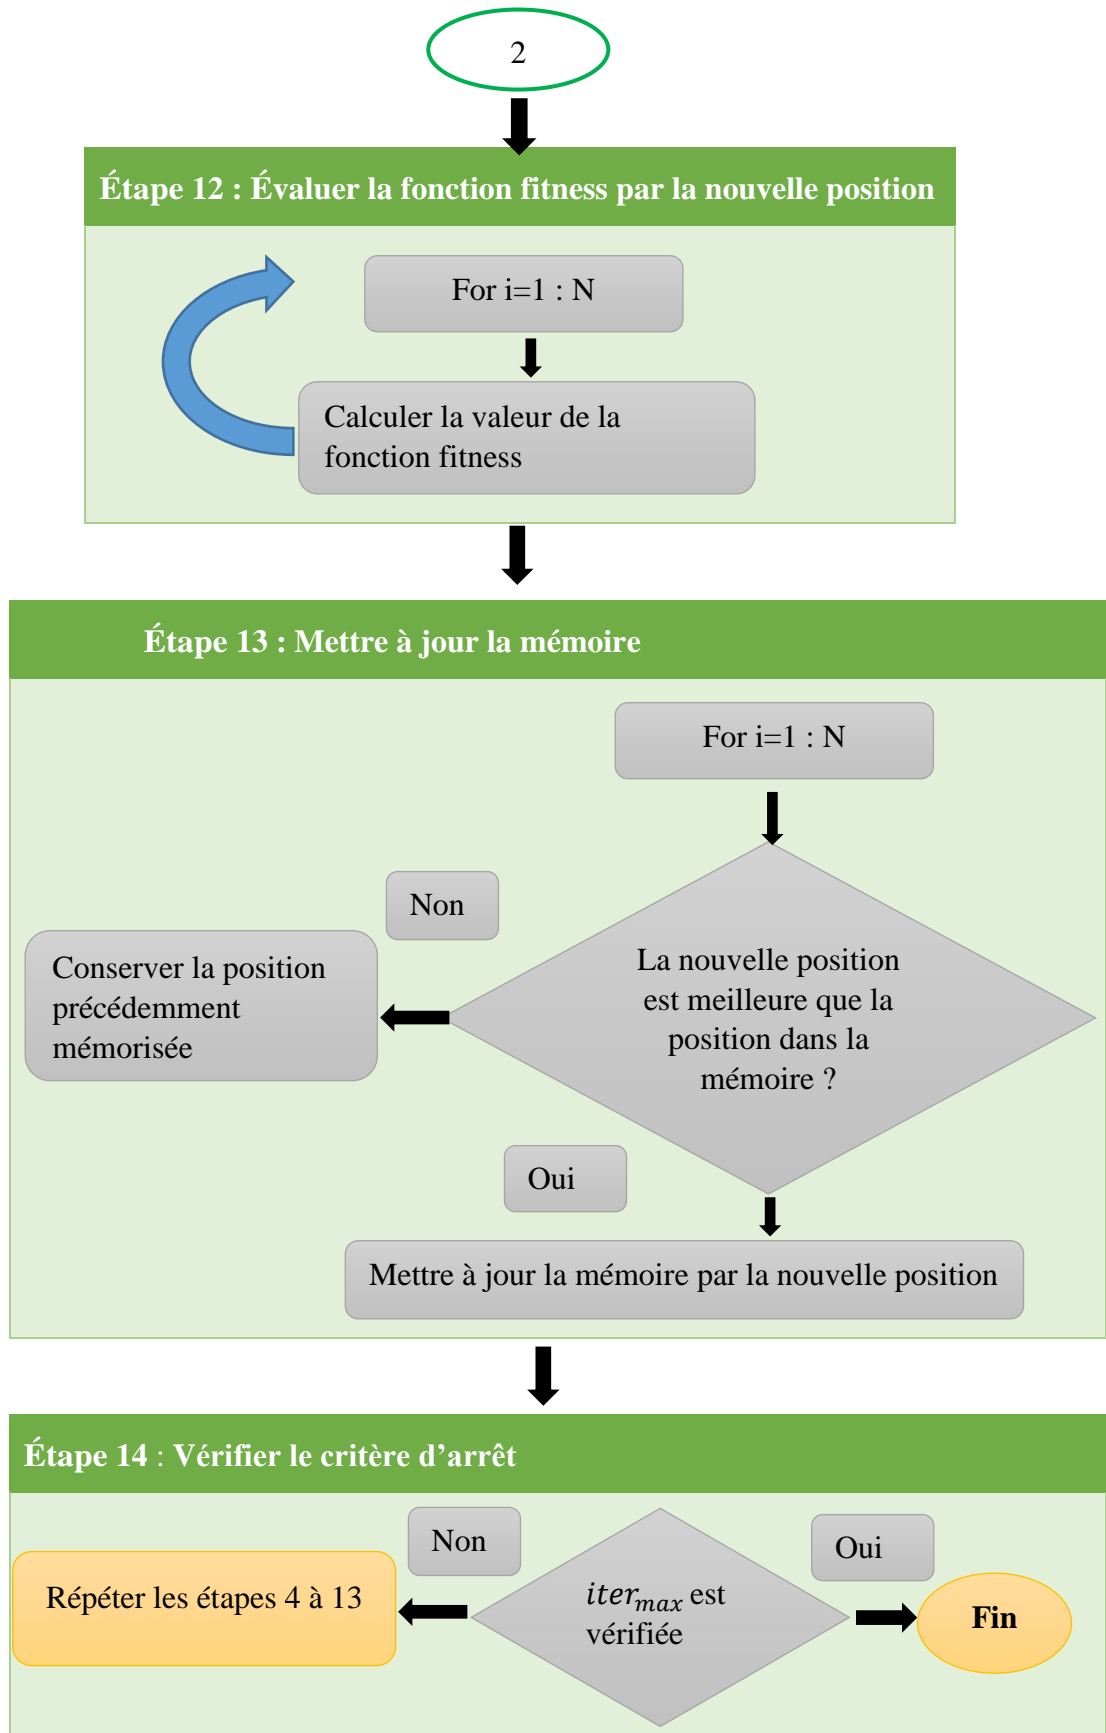 2
Étape 12 : Évaluer la fonction fitness par la nouvelle position
For i=1 : N
Calculer la valeur de la
fonction fitness
Étape 13 : Mettre à jour la mémoire
For i=1 : N
Non
La nouvelle position
est meilleure que la
position dans la
mémoire ?
Conserver la position
précédemment
mémorisée
Oui
Mettre à jour la mémoire par la nouvelle position
Étape 14 : Vérifier le critère d’arrêt
Non
Oui
Répéter les étapes 4 à 13
iter_max est
vérifiée
Fin